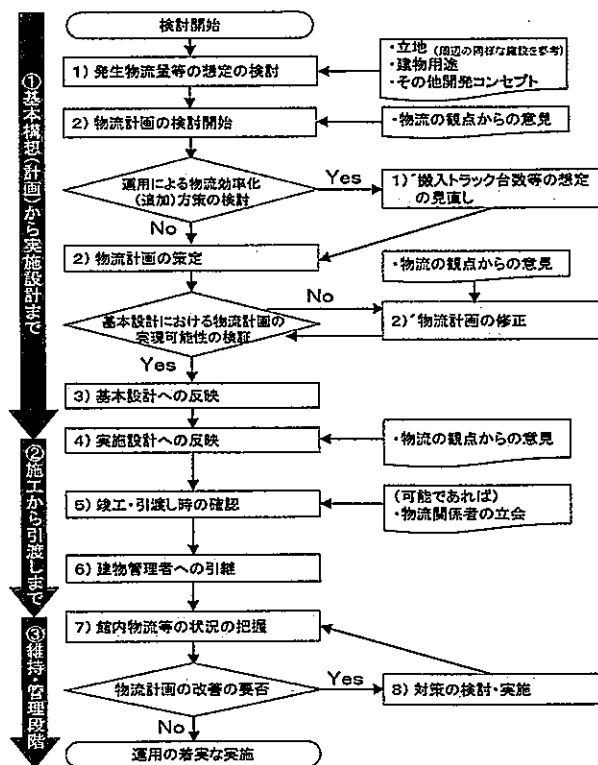 検討開始
・立地（周辺の同様な施設を参考）
・建物用途
・その他開発コンセプト
1）発生物流量等の想定の検討
2）物流計画の検討開始
・物流の観点からの意見
運用による物流効率化
（追加）方策の検討
Yes
1）´搬入トラック台数等の想定
の見直し
No
2）物流計画の策定
・物流の観点からの意見
基本設計における物流計画の
実現可能性の検証
No
2）´物流計画の修正
Yes
3）基本設計への反映
4）実施設計への反映
・物流の観点からの意見
5）竣工・引渡し時の確認
（可能であれば）
・物流関係者の立会
6）建物管理者への引継
7）館内物流等の状況の把握
物流計画の改善の要否
Yes
8）対策の検討・実施
No
運用の着実な実施
①基本構想（計画）から実施設計まで
②施工から引渡しまで
③維持・管理段階